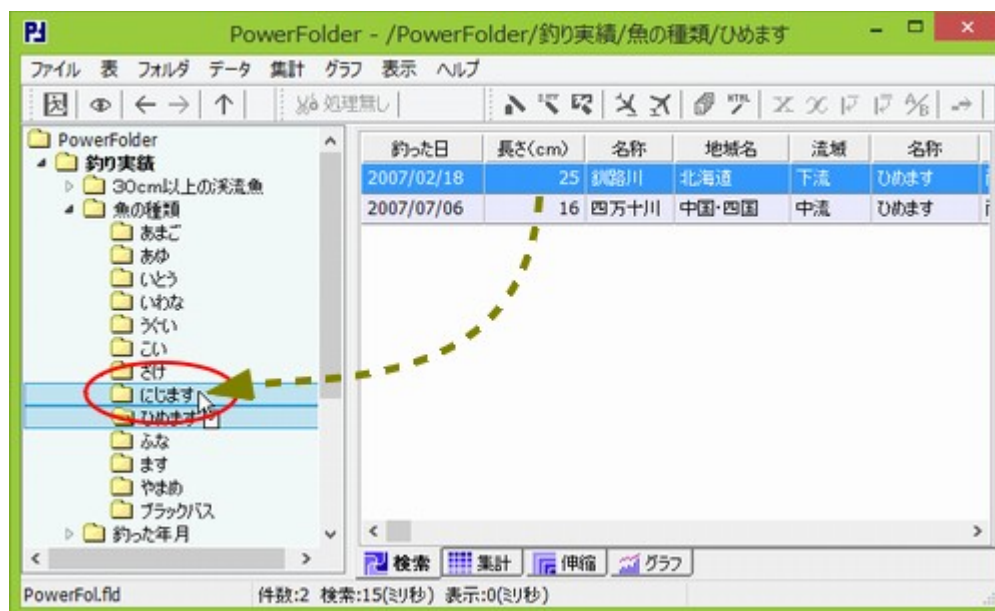 PowerFolder - /PowerFolder/釣り実績/魚の種類/ひめます
ファイル 表 フォルダ データ 集計 グラフ 表示 ヘルプ
処理無し
PowerFolder
釣り実績
30cm以上の渓流魚
魚の種類
あまご
あゆ
いとう
いわな
うぐい
こい
さけ
にじます
ひめます
ふな
ます
やまめ
ブラックバス
釣った年月
釣った日 長さ(cm) 名称 地域名 流域 名称
2007/02/18 25 釧路川 北海道 下流 ひめます
2007/07/06 16 四万十川 中国・四国 中流 ひめます
検索 集計 伸縮 グラフ
PowerFol.fld 件数:2 検索:15(ミリ秒) 表示:0(ミリ秒)